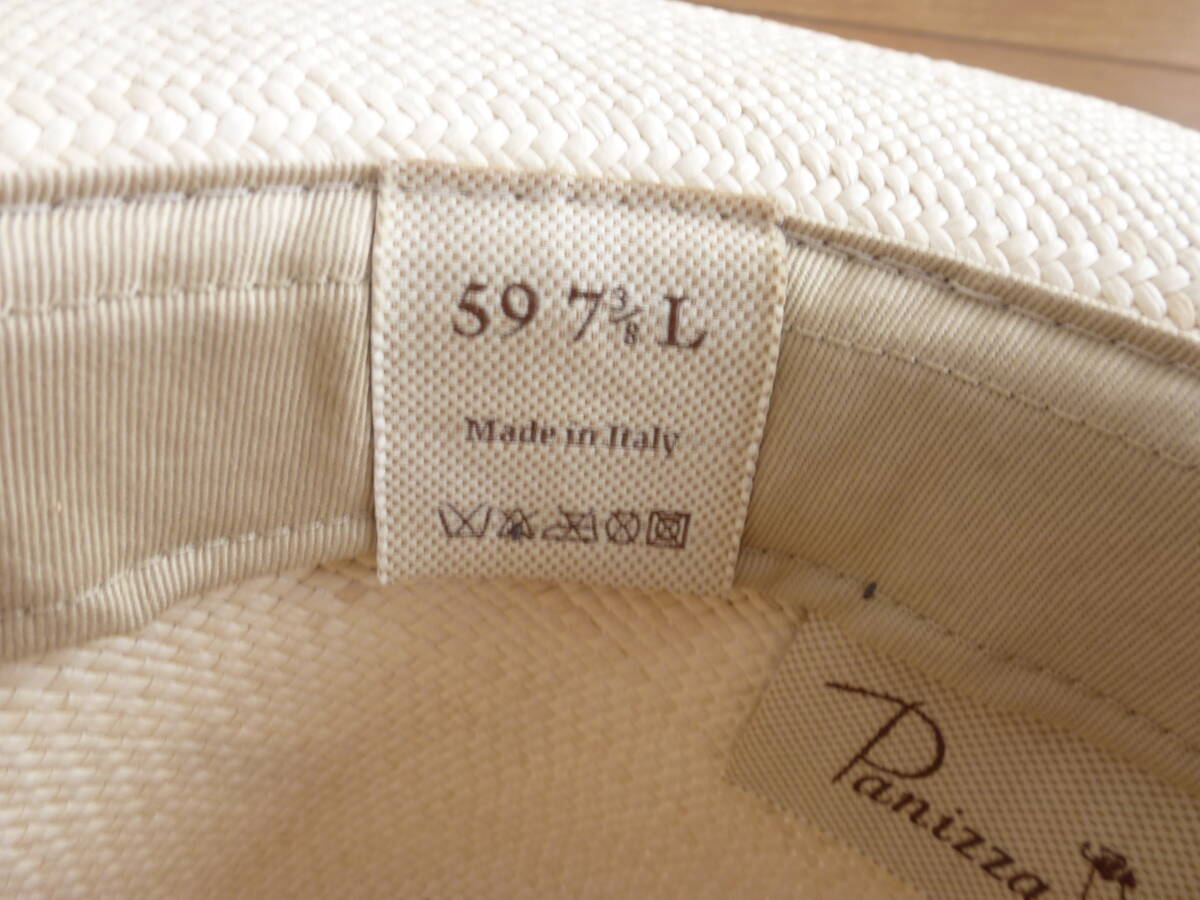 59 7⅜ L
Made in Italy
Panizza